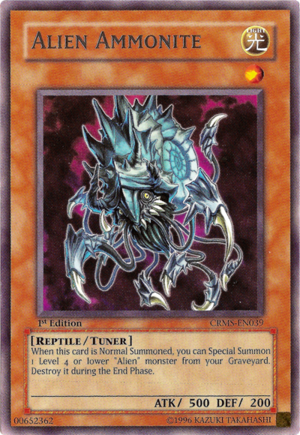 ALIEN AMMONITE
LIGHT
光
1st Edition
CRMS-EN039
[REPTILE / TUNER]
When this card is Normal Summoned, you can Special Summon
1 Level 4 or lower "Alien" monster from your Graveyard.
Destroy it during the End Phase.
ATK/ 500 DEF/ 200
00652362
©1996 KAZUKI TAKAHASHI